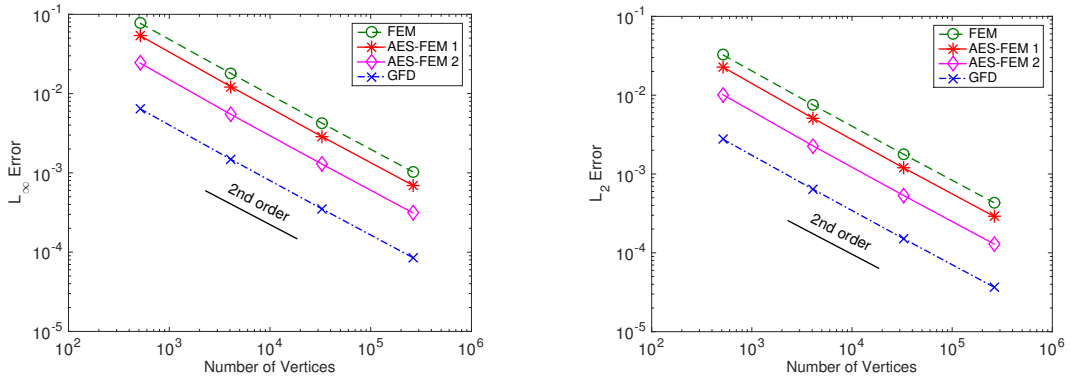 10^-1
10^-2
10^-3
10^-4
10^-5
L_∞ Error
FEM
AES-FEM 1
AES-FEM 2
GFD
2nd order
10^2 10^3 10^4 10^5 10^6
Number of Vertices
10^-1
10^-2
10^-3
10^-4
10^-5
L_2 Error
FEM
AES-FEM 1
AES-FEM 2
GFD
2nd order
10^2 10^3 10^4 10^5 10^6
Number of Vertices